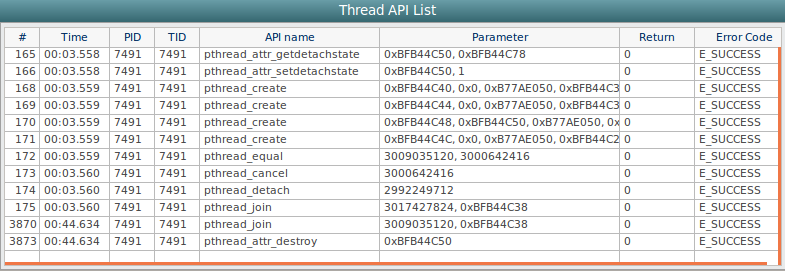 Thread API List
# Time PID TID API name Parameter Return Error Code
165 00:03.558 7491 7491 pthread_attr_getdetachstate 0xBFB44C50, 0xBFB44C78 0 E_SUCCESS
166 00:03.558 7491 7491 pthread_attr_setdetachstate 0xBFB44C50, 1 0 E_SUCCESS
168 00:03.559 7491 7491 pthread_create 0xBFB44C40, 0x0, 0xB77AE050, 0xBFB44C3 0 E_SUCCESS
169 00:03.559 7491 7491 pthread_create 0xBFB44C44, 0x0, 0xB77AE050, 0xBFB44C3 0 E_SUCCESS
170 00:03.559 7491 7491 pthread_create 0xBFB44C48, 0xBFB44C50, 0xB77AE050, 0x 0 E_SUCCESS
171 00:03.559 7491 7491 pthread_create 0xBFB44C4C, 0x0, 0xB77AE050, 0xBFB44C2 0 E_SUCCESS
172 00:03.559 7491 7491 pthread_equal 3009035120, 3000642416 0 E_SUCCESS
173 00:03.560 7491 7491 pthread_cancel 3000642416 0 E_SUCCESS
174 00:03.560 7491 7491 pthread_detach 2992249712 0 E_SUCCESS
175 00:03.560 7491 7491 pthread_join 3017427824, 0xBFB44C38 0 E_SUCCESS
3870 00:44.634 7491 7491 pthread_join 3009035120, 0xBFB44C38 0 E_SUCCESS
3873 00:44.634 7491 7491 pthread_attr_destroy 0xBFB44C50 0 E_SUCCESS